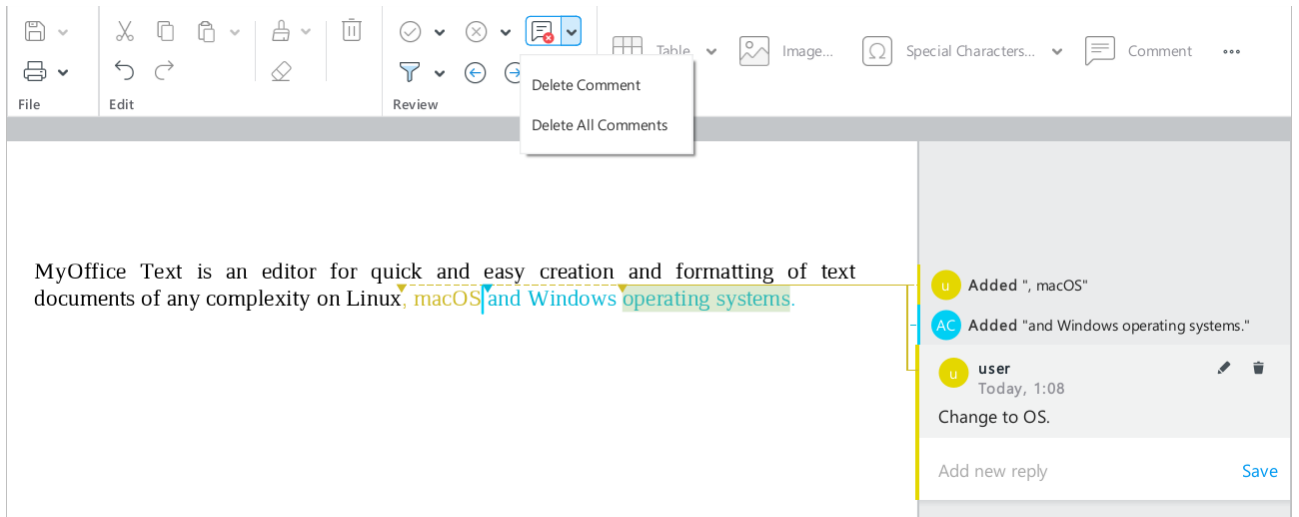 Table
Image...
Special Characters...
Comment
File
Edit
Review
Delete Comment
Delete All Comments
MyOffice Text is an editor for quick and easy creation and formatting of text
documents of any complexity on Linux, macOS and Windows operating systems.
u Added ", macOS"
AC Added "and Windows operating systems."
u user
Today, 1:08
Change to OS.
Add new reply Save